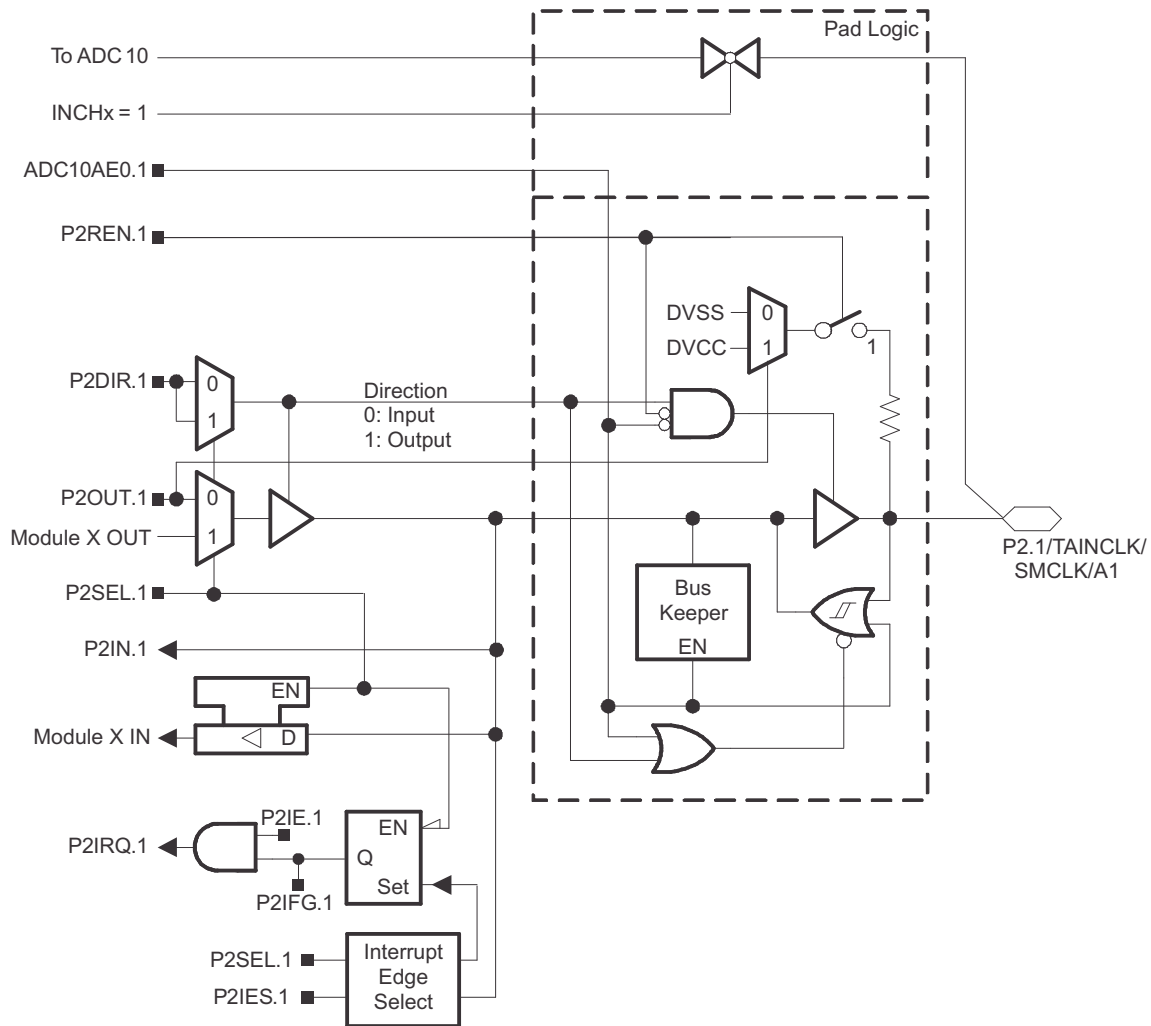 Pad Logic
To ADC 10
INCHx = 1
ADC10AE0.1
P2REN.1
DVSS
0
DVCC
1
1
P2DIR.1
0
1
Direction
0: Input
1: Output
P2OUT.1
0
Module X OUT
1
P2.1/TAINCLK/
SMCLK/A1
P2SEL.1
Bus
Keeper
EN
P2IN.1
EN
Module X IN
D
P2IE.1
EN
P2IRQ.1
Q
Set
P2IFG.1
P2SEL.1
P2IES.1
Interrupt
Edge
Select